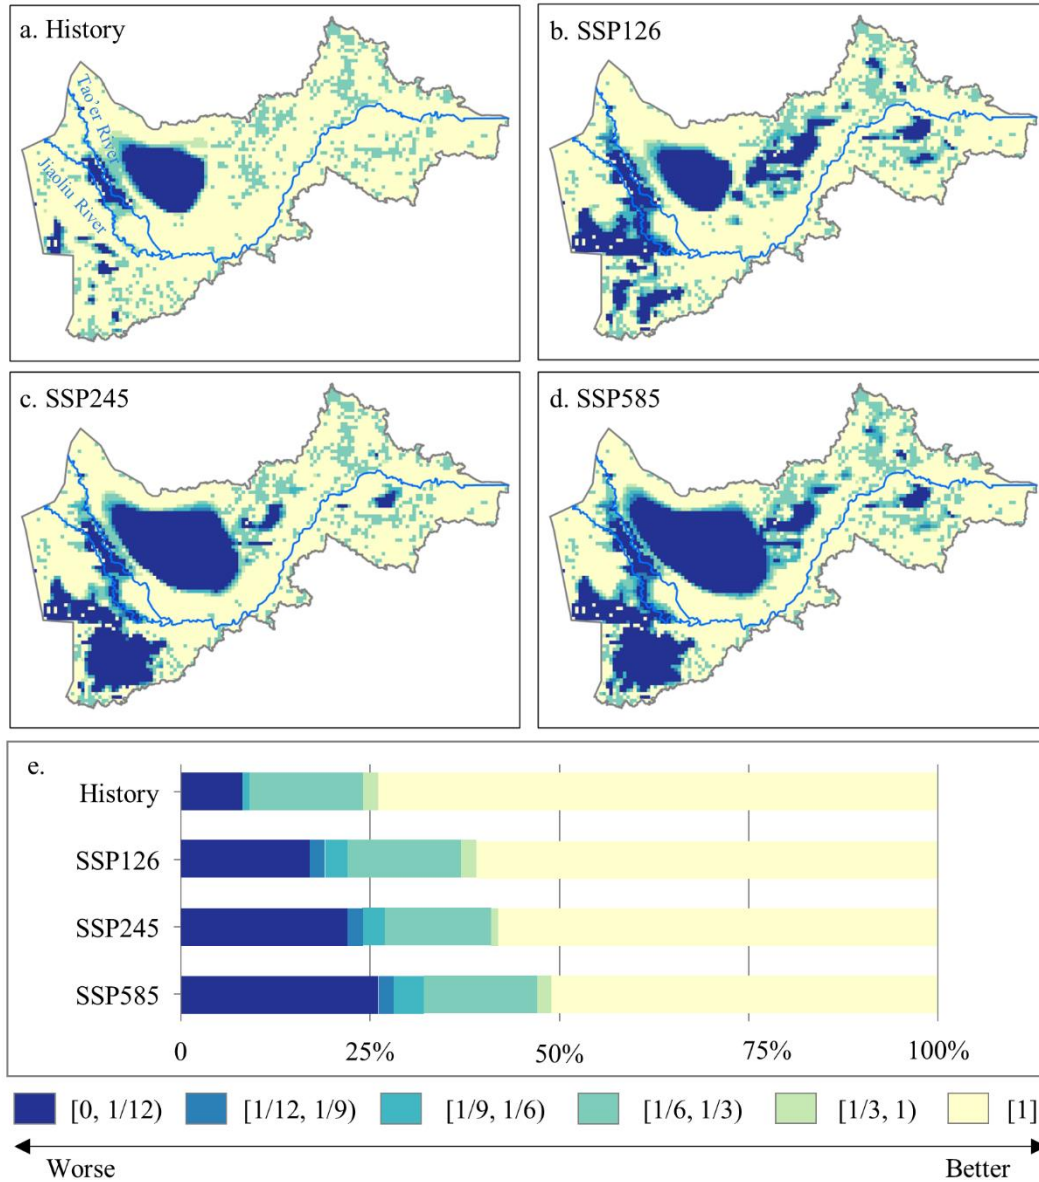 a. History
Tao'er River
Jiaoliu River
b. SSP126
c. SSP245
d. SSP585
e.
History
SSP126
SSP245
SSP585
0 25% 50% 75% 100%
[0, 1/12) [1/12, 1/9) [1/9, 1/6) [1/6, 1/3) [1/3, 1) [1]
Worse Better